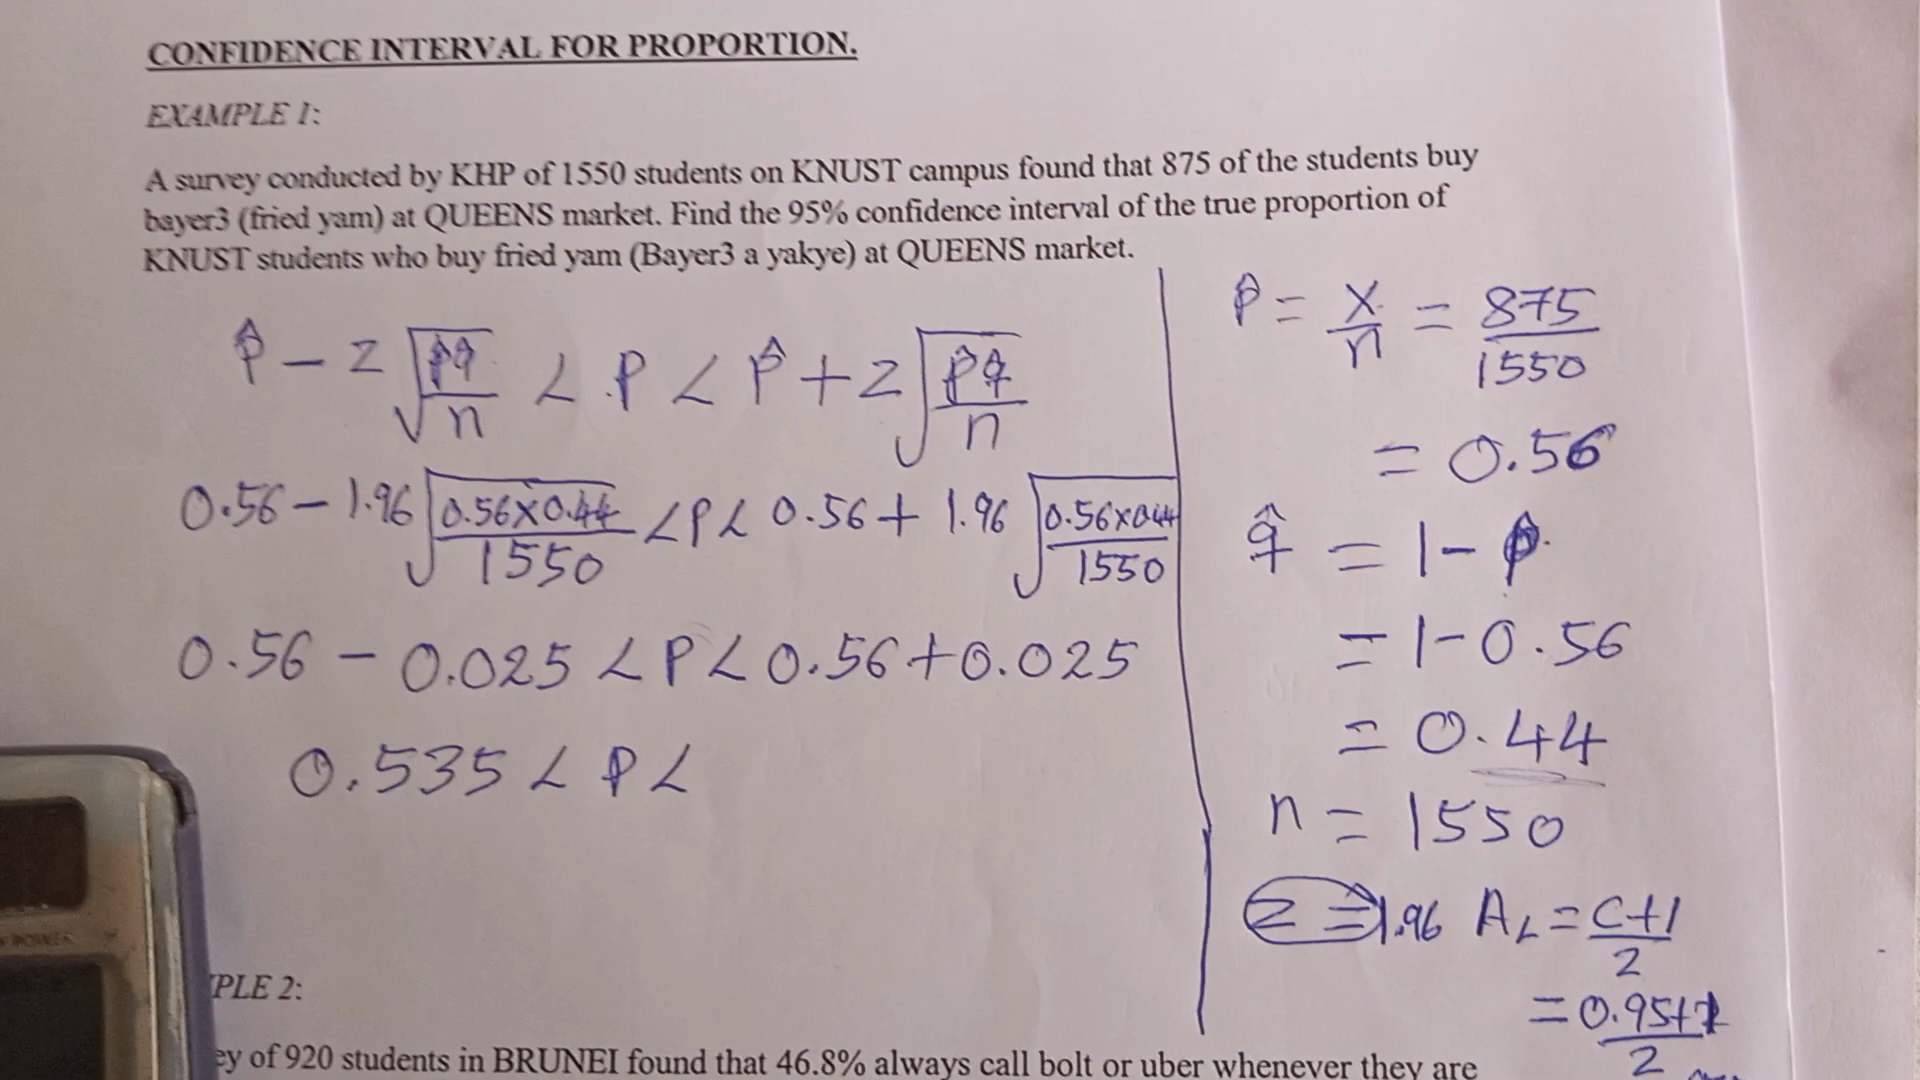 CONFIDENCE INTERVAL FOR PROPORTION.
EXAMPLE 1:
A survey conducted by KHP of 1550 students on KNUST campus found that 875 of the students buy
bayer3 (fried yam) at QUEENS market. Find the 95% confidence interval of the true proportion of
KNUST students who buy fried yam (Bayer3 a yakye) at QUEENS market.
p̂ - z √(p̂q̂/n) < P < p̂ + z √(p̂q̂/n)
0.56 - 1.96 √(0.56×0.44/1550) < P < 0.56 + 1.96 √(0.56×0.44/1550)
0.56 - 0.025 < P < 0.56 + 0.025
0.535 < P <
p̂ = x/n = 875/1550
= 0.56
q̂ = 1 - p̂
= 1 - 0.56
= 0.44
n = 1550
z = 1.96 A_L = C+1/2
= 0.95+1/2
POWER
PLE 2:
ey of 920 students in BRUNEI found that 46.8% always call bolt or uber whenever they are